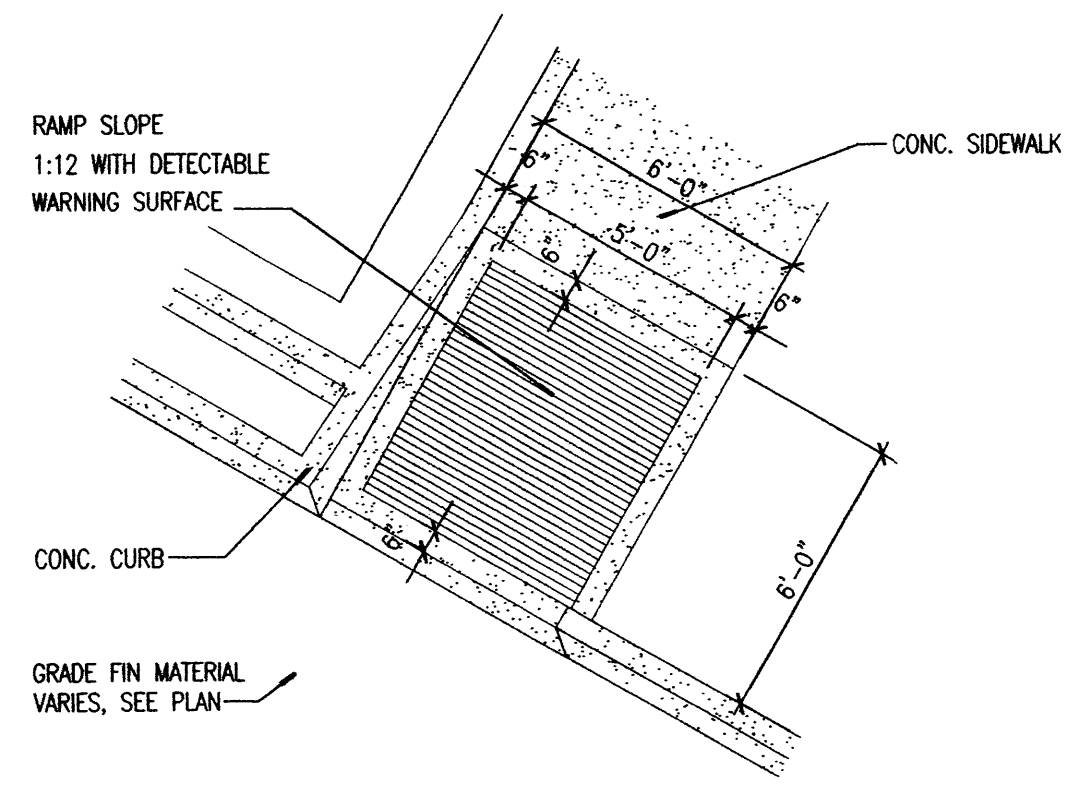 RAMP SLOPE
1:12 WITH DETECTABLE
WARNING SURFACE
CONC. SIDEWALK
6"
6'-0"
5'-0"
6"
6"
6'-0"
6"
CONC. CURB
GRADE FIN MATERIAL
VARIES, SEE PLAN